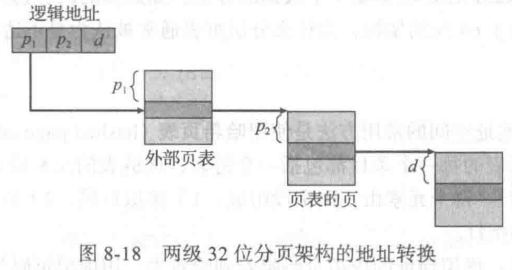 逻辑地址
p₁ p₂ d
p₁
外部页表
p₂
页表的页
d
图 8-18 两级 32 位分页架构的地址转换